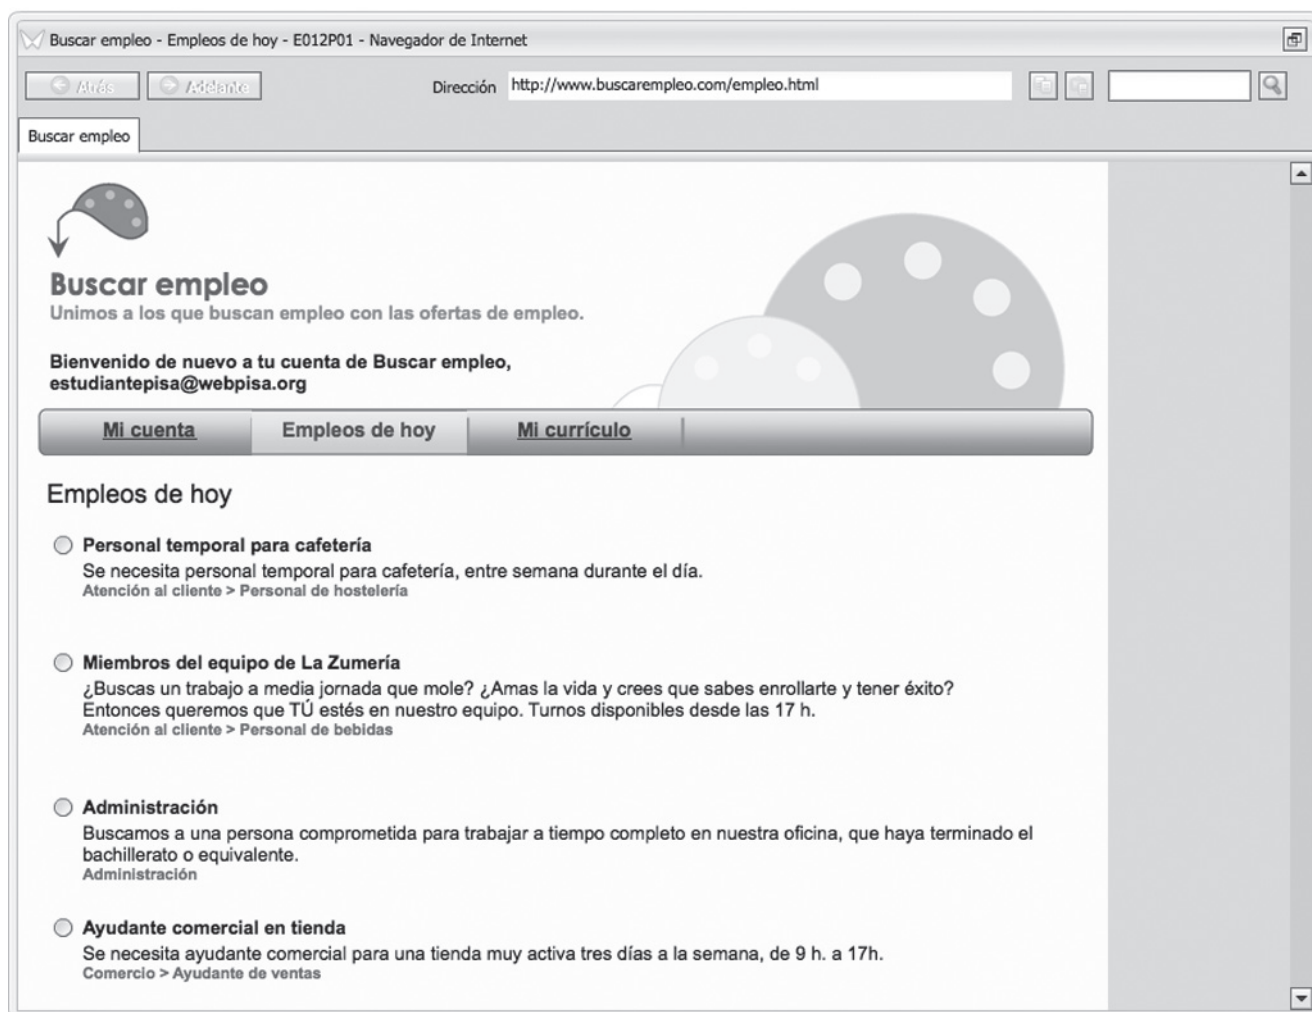 Buscar empleo - Empleos de hoy - E012P01 - Navegador de Internet
Atrás
Adelante
Dirección
http://www.buscarempleo.com/empleo.html
Buscar empleo
Buscar empleo
Unimos a los que buscan empleo con las ofertas de empleo.
Bienvenido de nuevo a tu cuenta de Buscar empleo,
estudiantepisa@webpisa.org
Mi cuenta
Empleos de hoy
Mi currículo
Empleos de hoy
Personal temporal para cafetería
Se necesita personal temporal para cafetería, entre semana durante el día.
Atención al cliente > Personal de hostelería
Miembros del equipo de La Zumería
¿Buscas un trabajo a media jornada que mole? ¿Amas la vida y crees que sabes enrollarte y tener éxito?
Entonces queremos que TÚ estés en nuestro equipo. Turnos disponibles desde las 17 h.
Atención al cliente > Personal de bebidas
Administración
Buscamos a una persona comprometida para trabajar a tiempo completo en nuestra oficina, que haya terminado el
bachillerato o equivalente.
Administración
Ayudante comercial en tienda
Se necesita ayudante comercial para una tienda muy activa tres días a la semana, de 9 h. a 17h.
Comercio > Ayudante de ventas